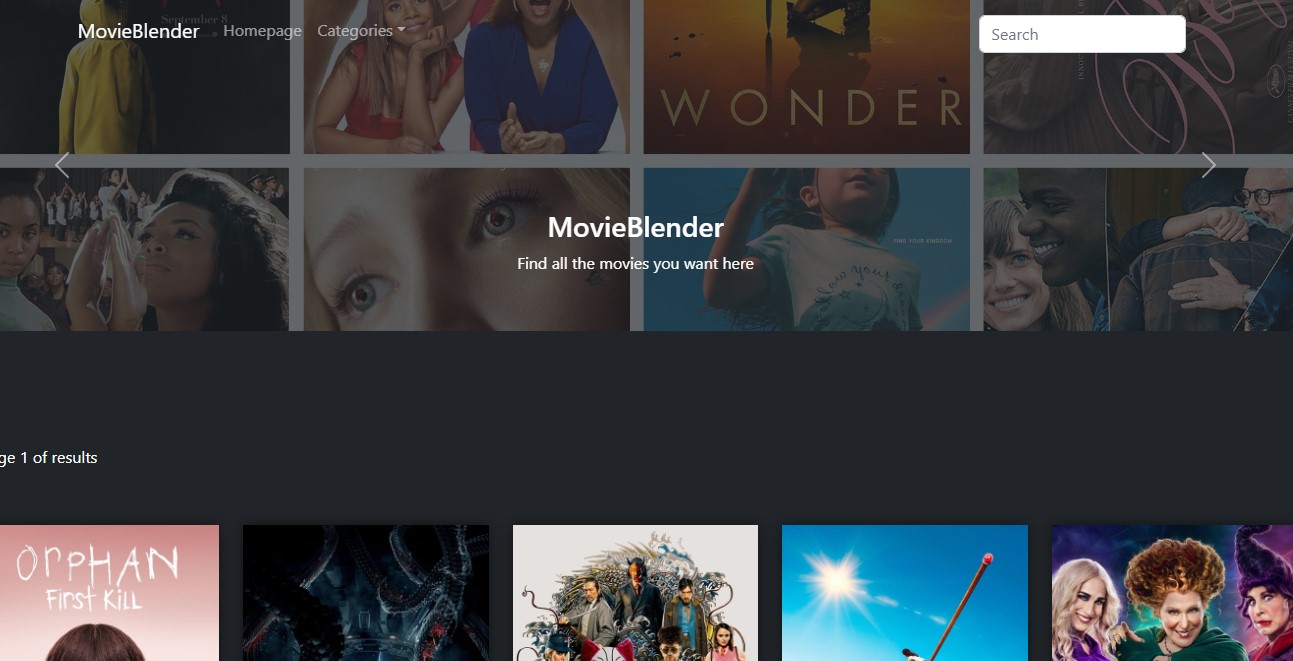 September 8
MovieBlender
Homepage
Categories
Search
WONDER
FIND YOUR KINGDOM
MovieBlender
Find all the movies you want here
ge 1 of results
ORPHAN
First Kill